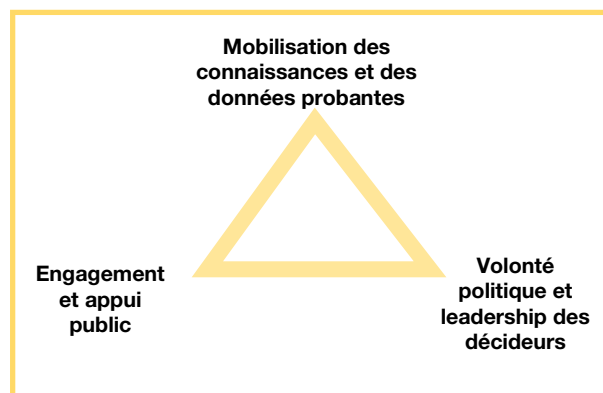 Mobilisation des
connaissances et des
données probantes
Engagement
et appui
public
Volonté
politique et
leadership des
décideurs